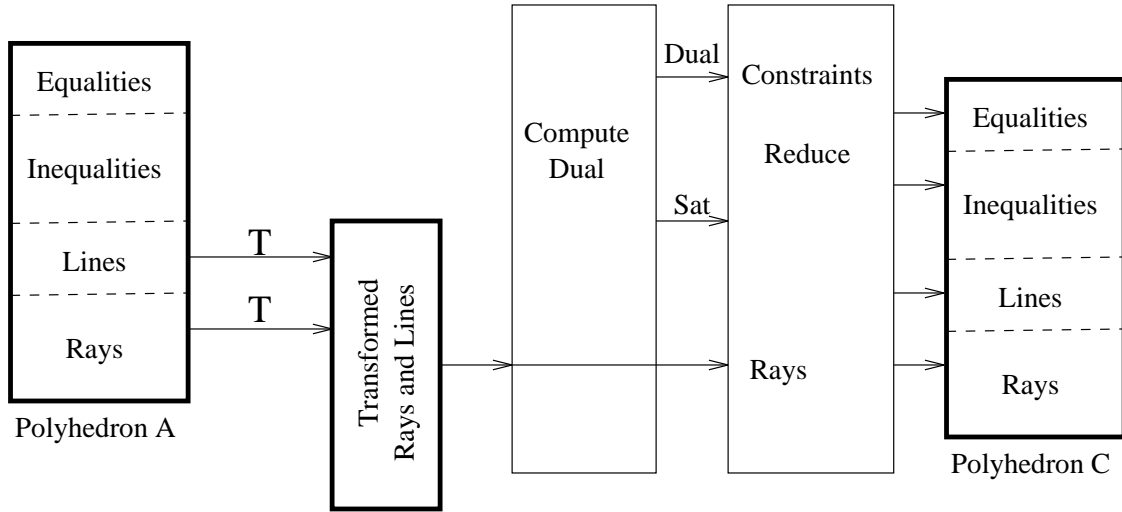 Equalities
Inequalities
Lines
Rays
Polyhedron A
T
T
Transformed
Rays and Lines
Compute
Dual
Dual
Sat
Constraints
Reduce
Rays
Equalities
Inequalities
Lines
Rays
Polyhedron C